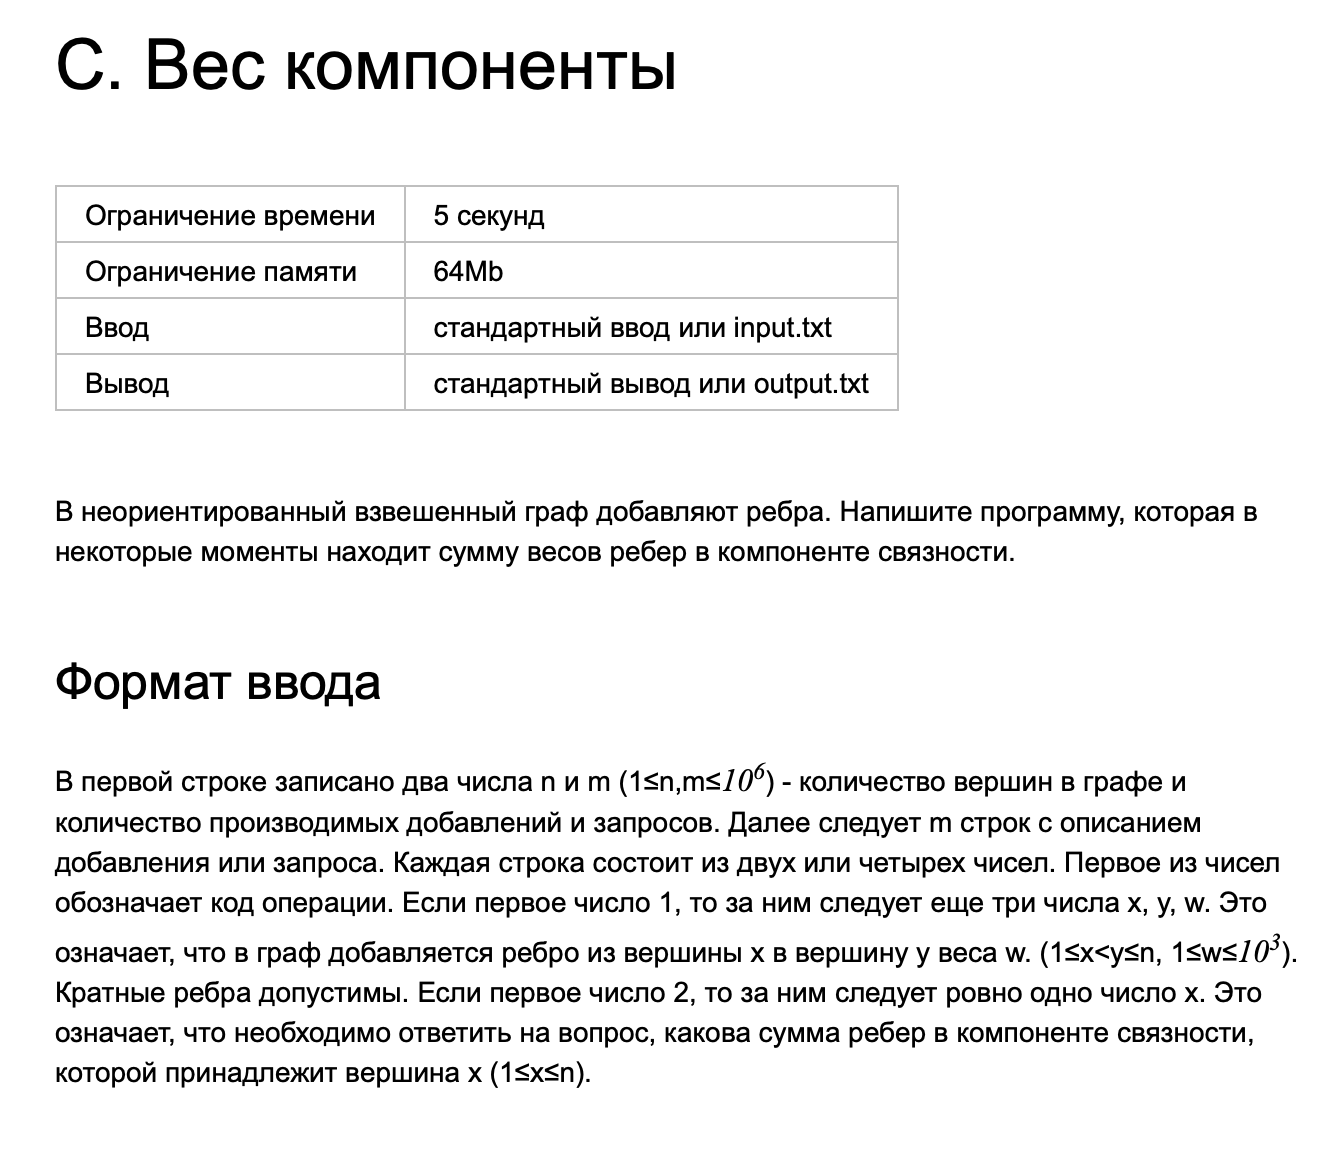 C. Вес компоненты
Ограничение времени 5 секунд
Ограничение памяти 64Mb
Ввод стандартный ввод или input.txt
Вывод стандартный вывод или output.txt
В неориентированный взвешенный граф добавляют ребра. Напишите программу, которая в
некоторые моменты находит сумму весов ребер в компоненте связности.
Формат ввода
В первой строке записано два числа n и m (1≤n,m≤10⁶) - количество вершин в графе и
количество производимых добавлений и запросов. Далее следует m строк с описанием
добавления или запроса. Каждая строка состоит из двух или четырех чисел. Первое из чисел
обозначает код операции. Если первое число 1, то за ним следует еще три числа x, y, w. Это
означает, что в граф добавляется ребро из вершины x в вершину y веса w. (1≤x<y≤n, 1≤w≤10³).
Кратные ребра допустимы. Если первое число 2, то за ним следует ровно одно число x. Это
означает, что необходимо ответить на вопрос, какова сумма ребер в компоненте связности,
которой принадлежит вершина x (1≤x≤n).